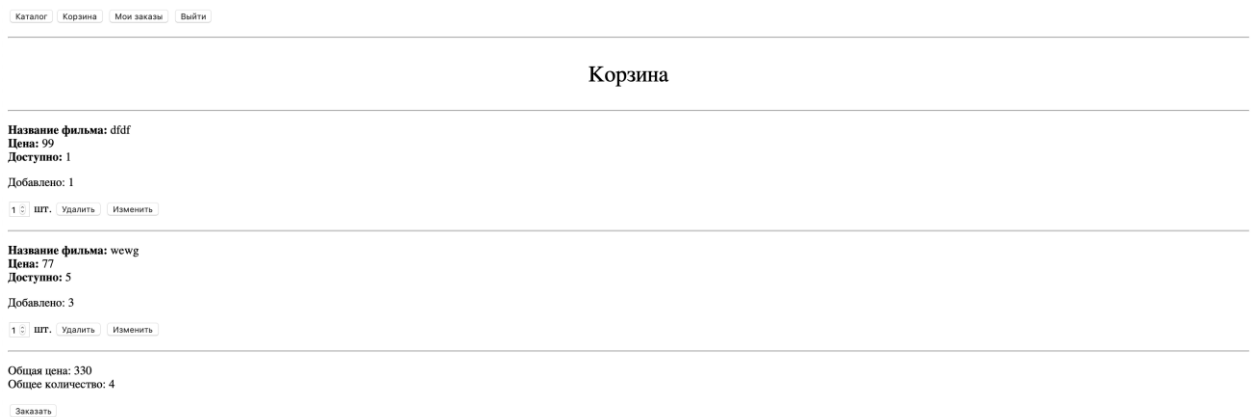 Каталог Корзина Мои заказы Выйти
Корзина
Название фильма: dfdf
Цена: 99
Доступно: 1
Добавлено: 1
1 шт. Удалить Изменить
Название фильма: wewg
Цена: 77
Доступно: 5
Добавлено: 3
1 шт. Удалить Изменить
Общая цена: 330
Общее количество: 4
Заказать